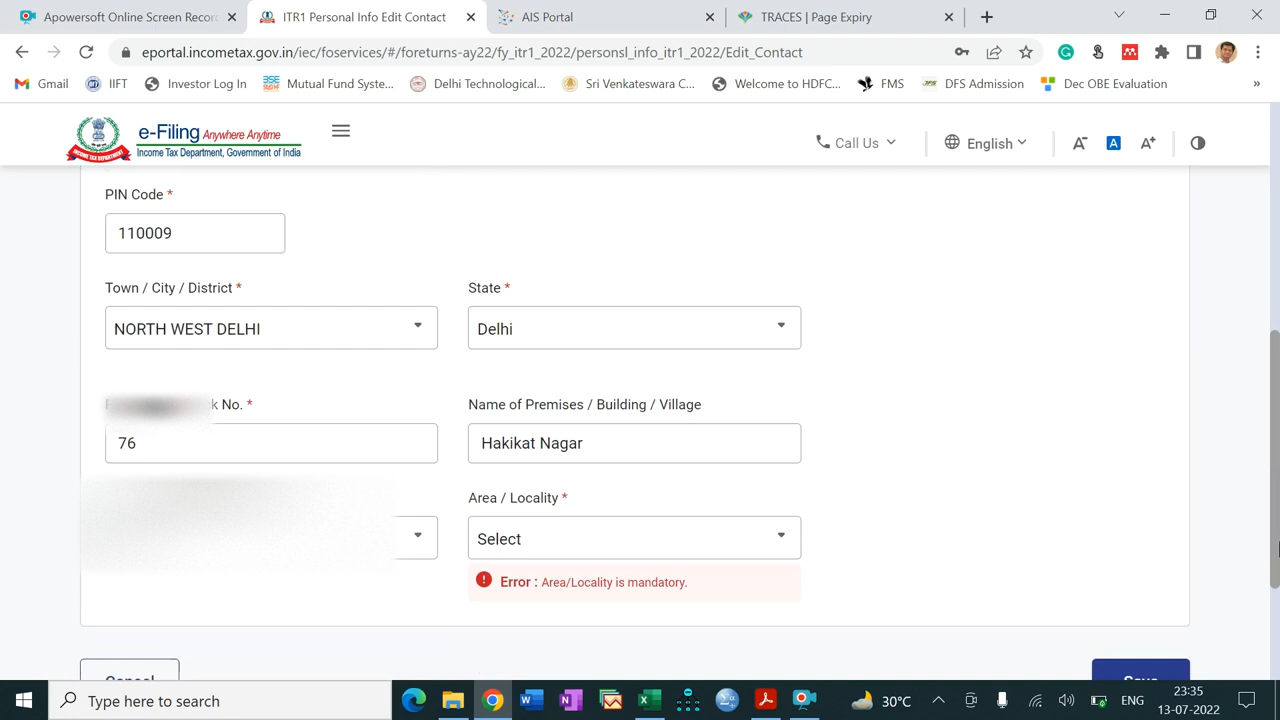 Apowersoft Online Screen Recor
ITR1 Personal Info Edit Contact
AIS Portal
TRACES | Page Expiry
eportal.incometax.gov.in/iec/foservices/#/foreturns-ay22/fy_itr1_2022/personsl_info_itr1_2022/Edit_Contact
Gmail
IIFT
Investor Log In
BSE
Mutual Fund Syste...
Delhi Technological...
Sri Venkateswara C...
Welcome to HDFC...
FMS
DFS Admission
Dec OBE Evaluation
»
e-Filing Anywhere Anytime
Income Tax Department, Government of India
Call Us
English
A-
A
A+
PIN Code *
110009
Town / City / District *
State *
NORTH WEST DELHI
Delhi
k No. *
Name of Premises / Building / Village
76
Hakikat Nagar
Area / Locality *
Select
Error : Area/Locality is mandatory.
Cancel
Save
Type here to search
30°C
ENG
23:35
13-07-2022